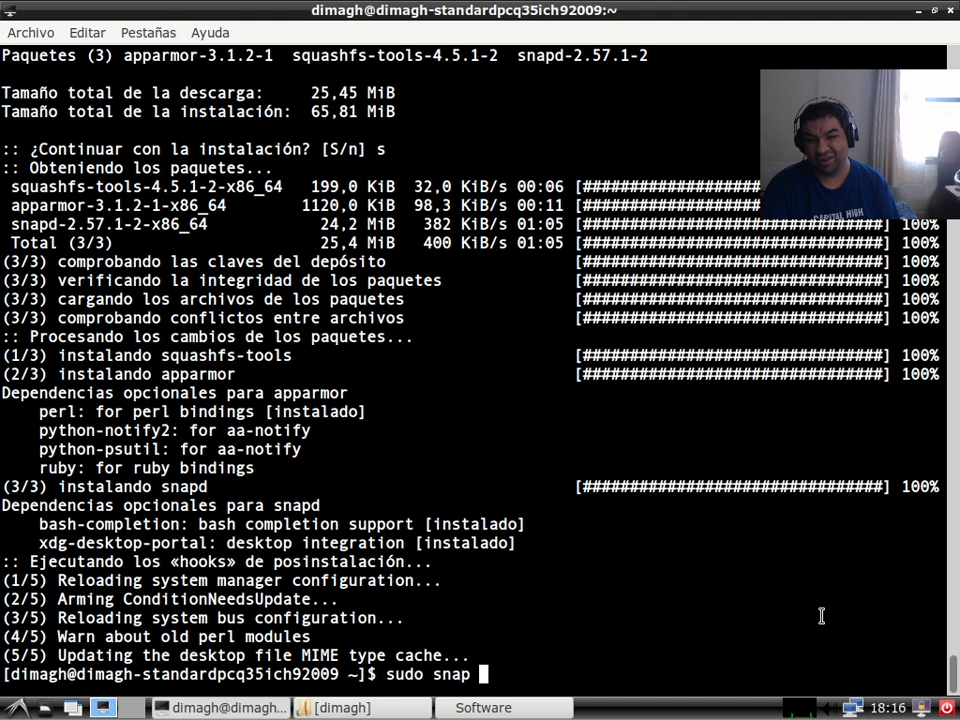 dimagh@dimagh-standardpcq35ich92009:~
Archivo Editar Pestañas Ayuda
Paquetes (3) apparmor-3.1.2-1 squashfs-tools-4.5.1-2 snapd-2.57.1-2
Tamaño total de la descarga: 25,45 MiB
Tamaño total de la instalación: 65,81 MiB
:: ¿Continuar con la instalación? [S/n] s
:: Obteniendo los paquetes...
squashfs-tools-4.5.1-2-x86_64 199,0 KiB 32,0 KiB/s 00:06 [###################
apparmor-3.1.2-1-x86_64 1120,0 KiB 98,3 KiB/s 00:11 [###################
snapd-2.57.1-2-x86_64 24,2 MiB 382 KiB/s 01:05 [################################] 100%
Total (3/3) 25,4 MiB 400 KiB/s 01:05 [################################] 100%
(3/3) comprobando las claves del depósito [################################] 100%
(3/3) verificando la integridad de los paquetes [################################] 100%
(3/3) cargando los archivos de los paquetes [################################] 100%
(3/3) comprobando conflictos entre archivos [################################] 100%
:: Procesando los cambios de los paquetes...
(1/3) instalando squashfs-tools [################################] 100%
(2/3) instalando apparmor [################################] 100%
Dependencias opcionales para apparmor
perl: for perl bindings [instalado]
python-notify2: for aa-notify
python-psutil: for aa-notify
ruby: for ruby bindings
(3/3) instalando snapd [################################] 100%
Dependencias opcionales para snapd
bash-completion: bash completion support [instalado]
xdg-desktop-portal: desktop integration [instalado]
:: Ejecutando los «hooks» de posinstalación...
(1/5) Reloading system manager configuration...
(2/5) Arming ConditionNeedsUpdate...
(3/5) Reloading system bus configuration...
(4/5) Warn about old perl modules
(5/5) Updating the desktop file MIME type cache...
[dimagh@dimagh-standardpcq35ich92009 ~]$ sudo snap
dimagh@dimagh... [dimagh] Software 18:16